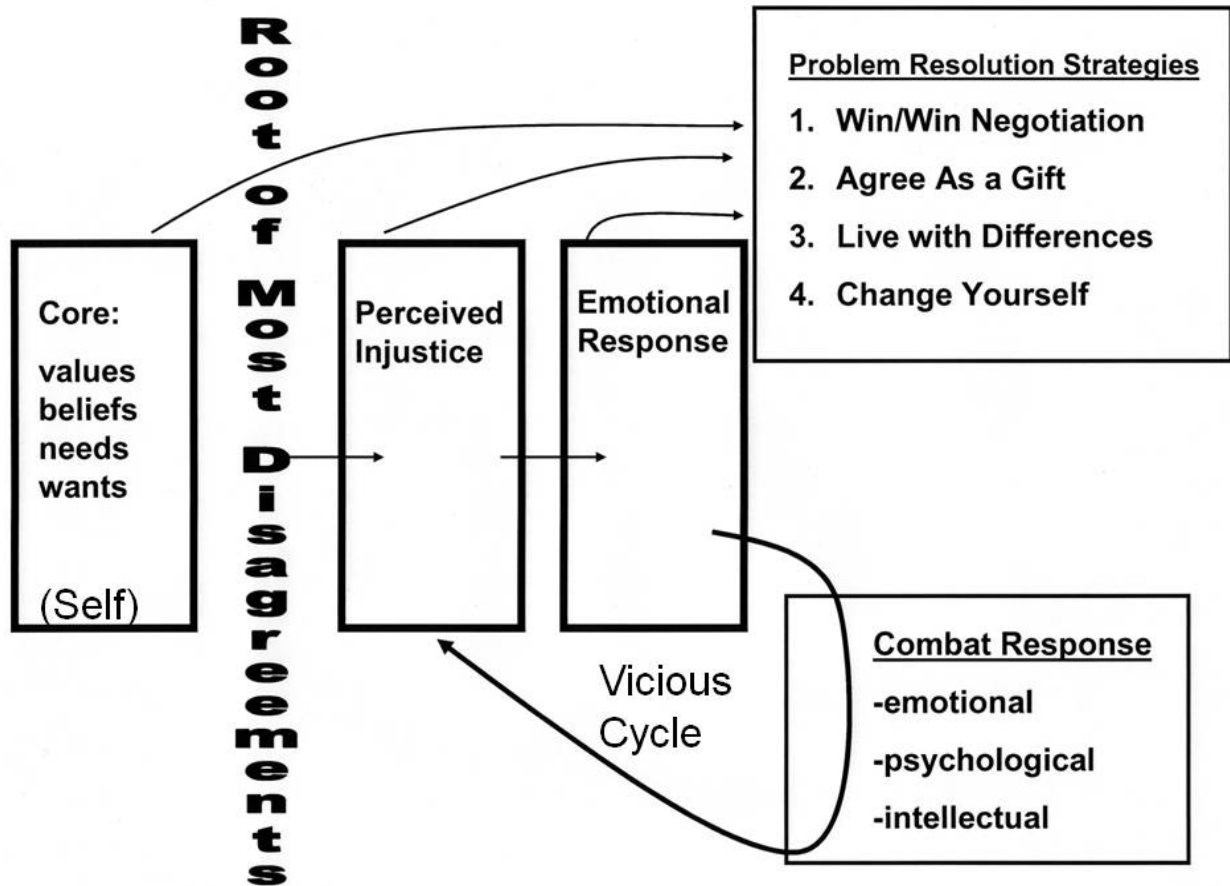 Root of Most Disagreements
Core:
values
beliefs
needs
wants
(Self)
Perceived
Injustice
Emotional
Response
Problem Resolution Strategies
1. Win/Win Negotiation
2. Agree As a Gift
3. Live with Differences
4. Change Yourself
Vicious
Cycle
Combat Response
-emotional
-psychological
-intellectual